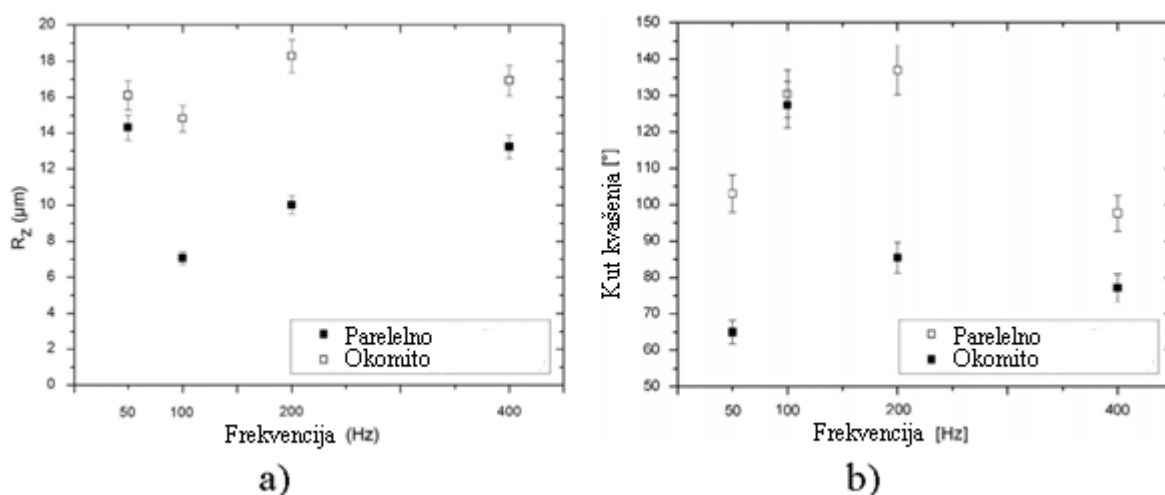 20
18
16
14
12
10
8
6
4
2
0
Rz (µm)
Parelelno
Okomito
50 100 200 400
Frekvencija (Hz)
a)
150
140
130
120
110
100
90
80
70
60
50
Kut kvašenja [°]
Parelelno
Okomito
50 100 200 400
Frekvencija [Hz]
b)